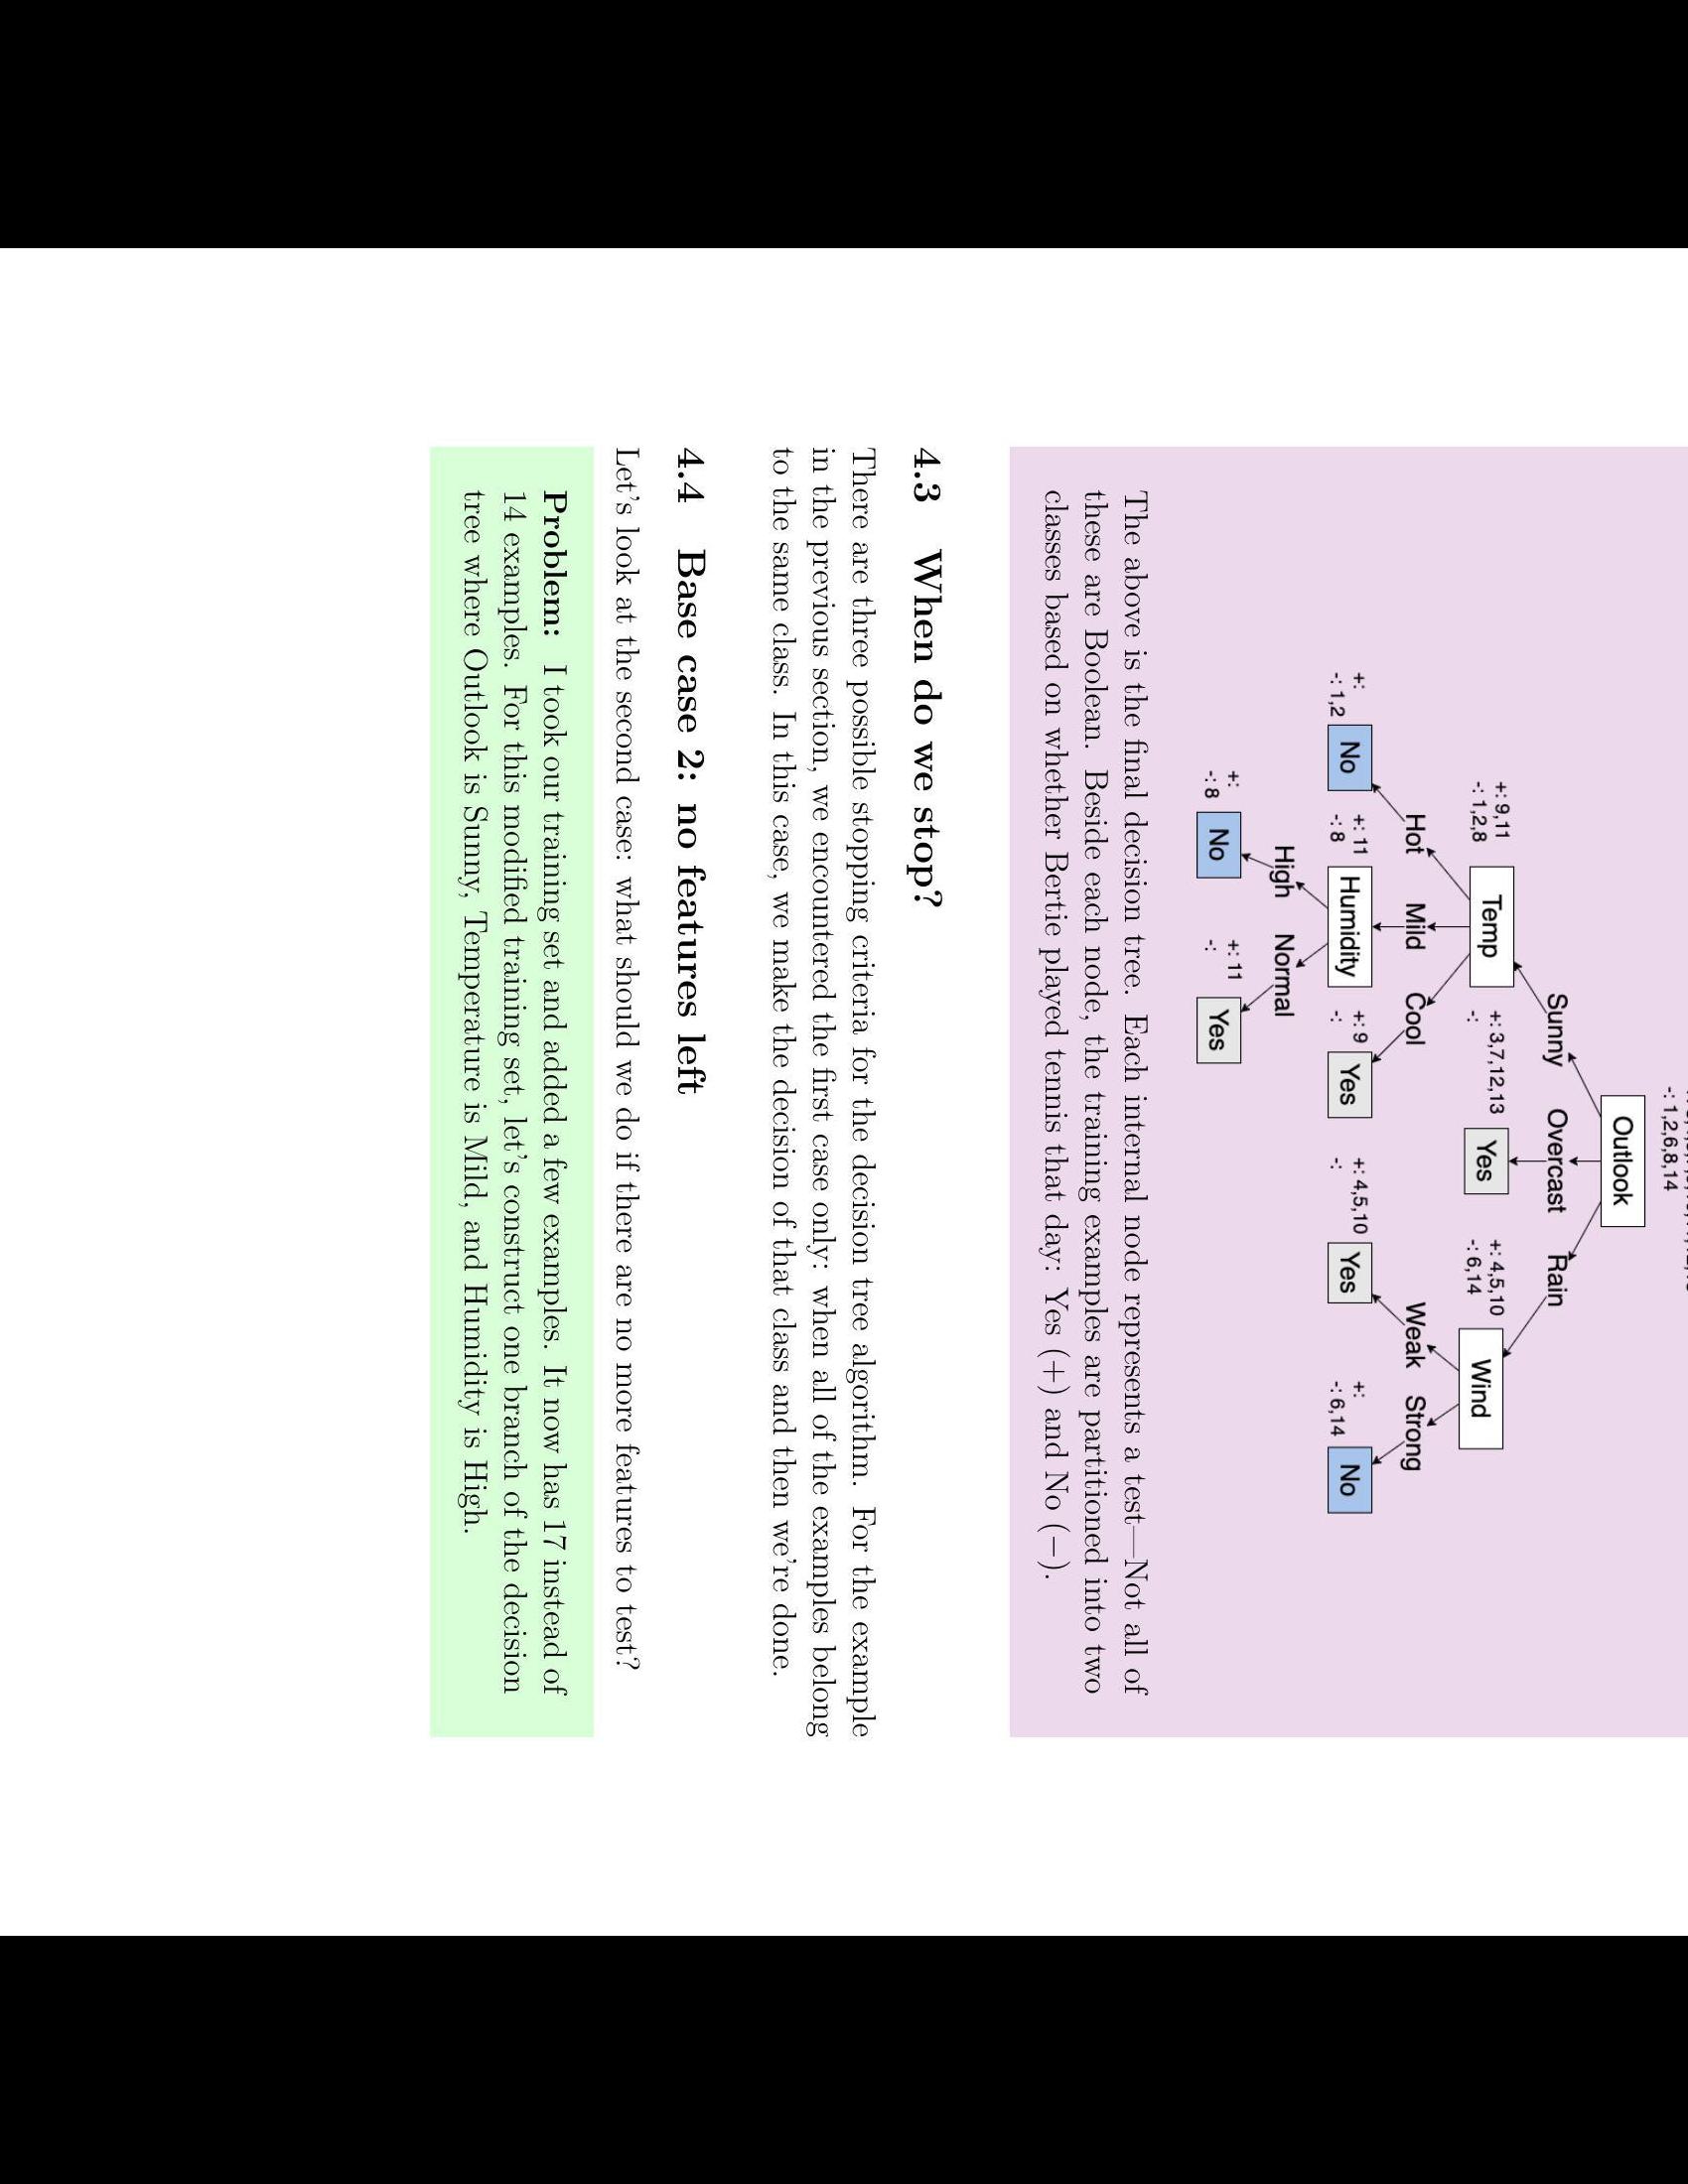 -: 1,2,6,8,14
Outlook
Sunny Overcast Rain
+: 9,11
-: 1,2,8
Temp
+: 3,7,12,13
-:
Yes
+: 4,5,10
-: 6,14
Wind
Hot Mild Cool
Weak Strong
+:
-: 1,2
No
+: 11
-: 8
Humidity
+: 9
-:
Yes
+: 4,5,10
-:
Yes
+:
-: 6,14
No
High Normal
+:
-: 8
No
+: 11
-:
Yes
The above is the final decision tree. Each internal node represents a test—Not all of
these are Boolean. Beside each node, the training examples are partitioned into two
classes based on whether Bertie played tennis that day: Yes (+) and No (−).
4.3 When do we stop?
There are three possible stopping criteria for the decision tree algorithm. For the example
in the previous section, we encountered the first case only: when all of the examples belong
to the same class. In this case, we make the decision of that class and then we're done.
4.4 Base case 2: no features left
Let's look at the second case: what should we do if there are no more features to test?
Problem: I took our training set and added a few examples. It now has 17 instead of
14 examples. For this modified training set, let's construct one branch of the decision
tree where Outlook is Sunny, Temperature is Mild, and Humidity is High.